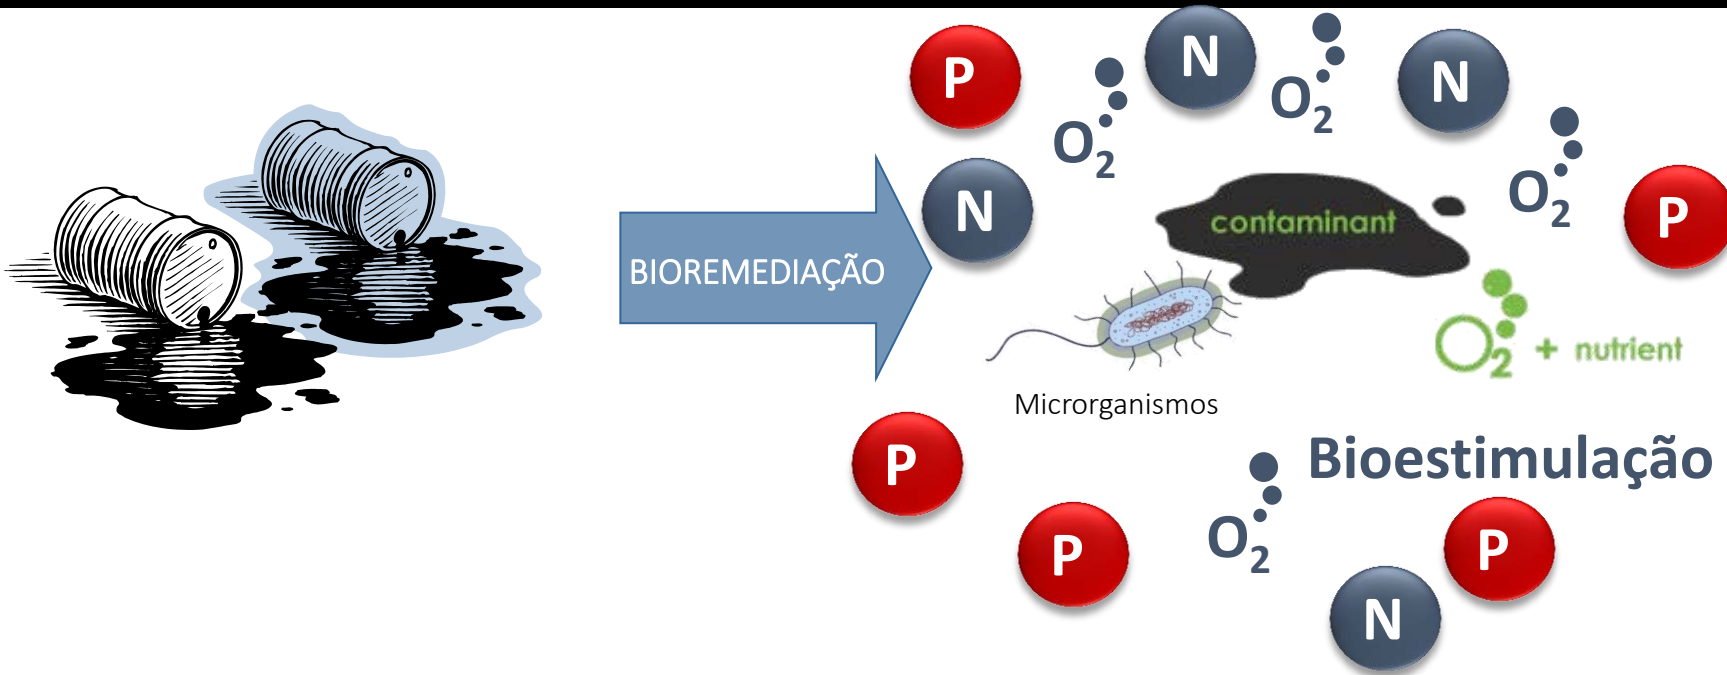 P
N
N
O2
O2
N
O2
P
contaminant
BIOREMEDIAÇÃO
O2 + nutrient
Microrganismos
Bioestimulação
P
P
O2
P
N